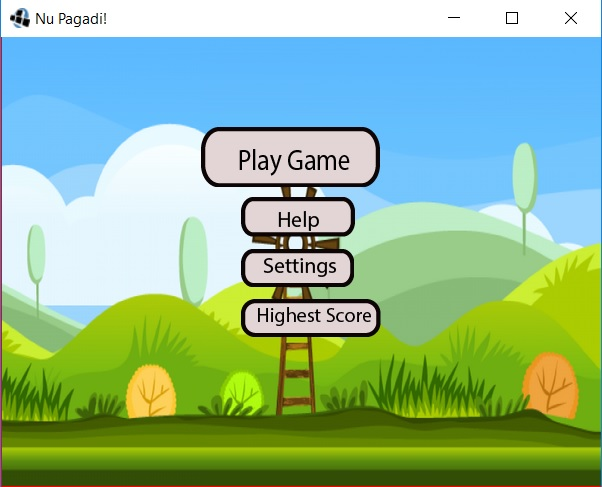 Nu Pagadi!
Play Game
Help
Settings
Highest Score